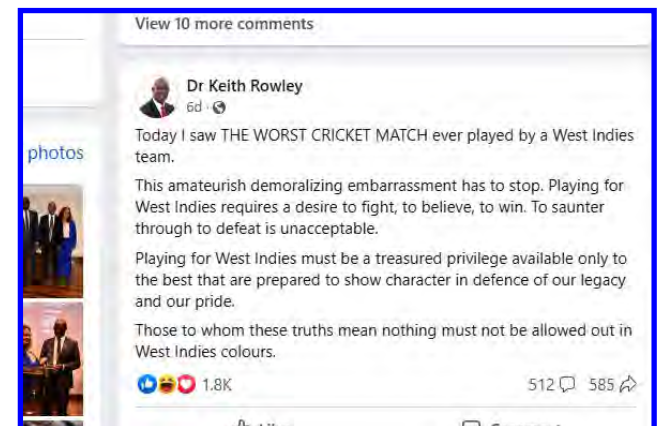 View 10 more comments
Dr Keith Rowley
6d ·
photos
Today I saw THE WORST CRICKET MATCH ever played by a West Indies
team.
This amateurish demoralizing embarrassment has to stop. Playing for
West Indies requires a desire to fight, to believe, to win. To saunter
through to defeat is unacceptable.
Playing for West Indies must be a treasured privilege available only to
the best that are prepared to show character in defence of our legacy
and our pride.
Those to whom these truths mean nothing must not be allowed out in
West Indies colours.
1.8K 512 585